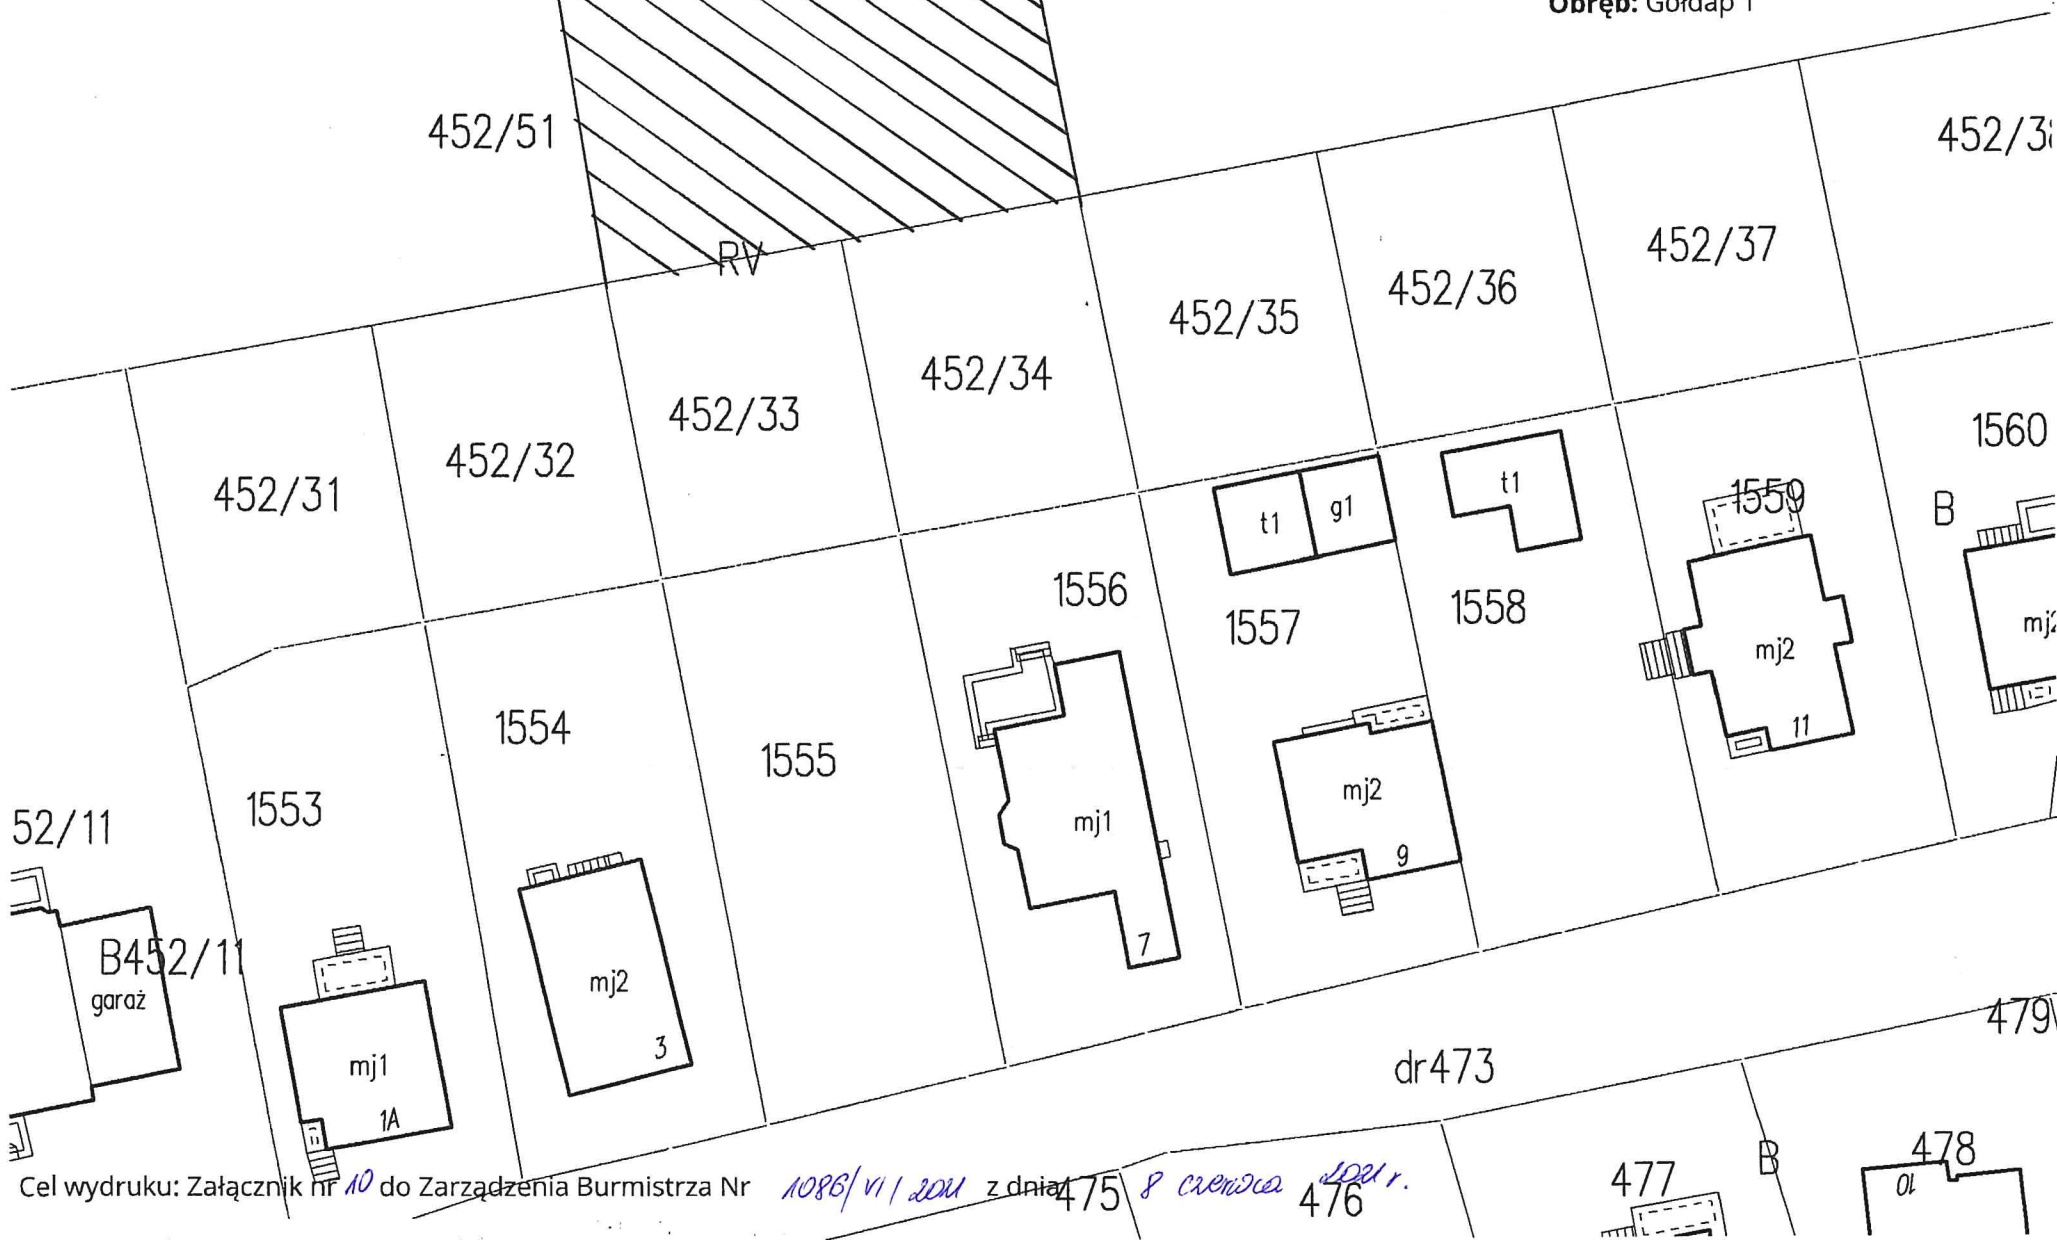 Obręb: Gołdap 1
452/51
452/3
RV
452/37
452/36
452/35
452/34
452/33
452/32
452/31
1560
t1
g1
t1
1559
B
1556
1557
1558
mj2
mj2
11
1554
1555
1553
mj2
mj1
9
52/11
7
B452/11
garaż
mj2
3
mj1
1A
dr473
479
478
B
477
10
475
476
Cel wydruku: Załącznik nr 10 do Zarządzenia Burmistrza Nr 1086/VI/2021 z dnia 8 czerwca 2021 r.